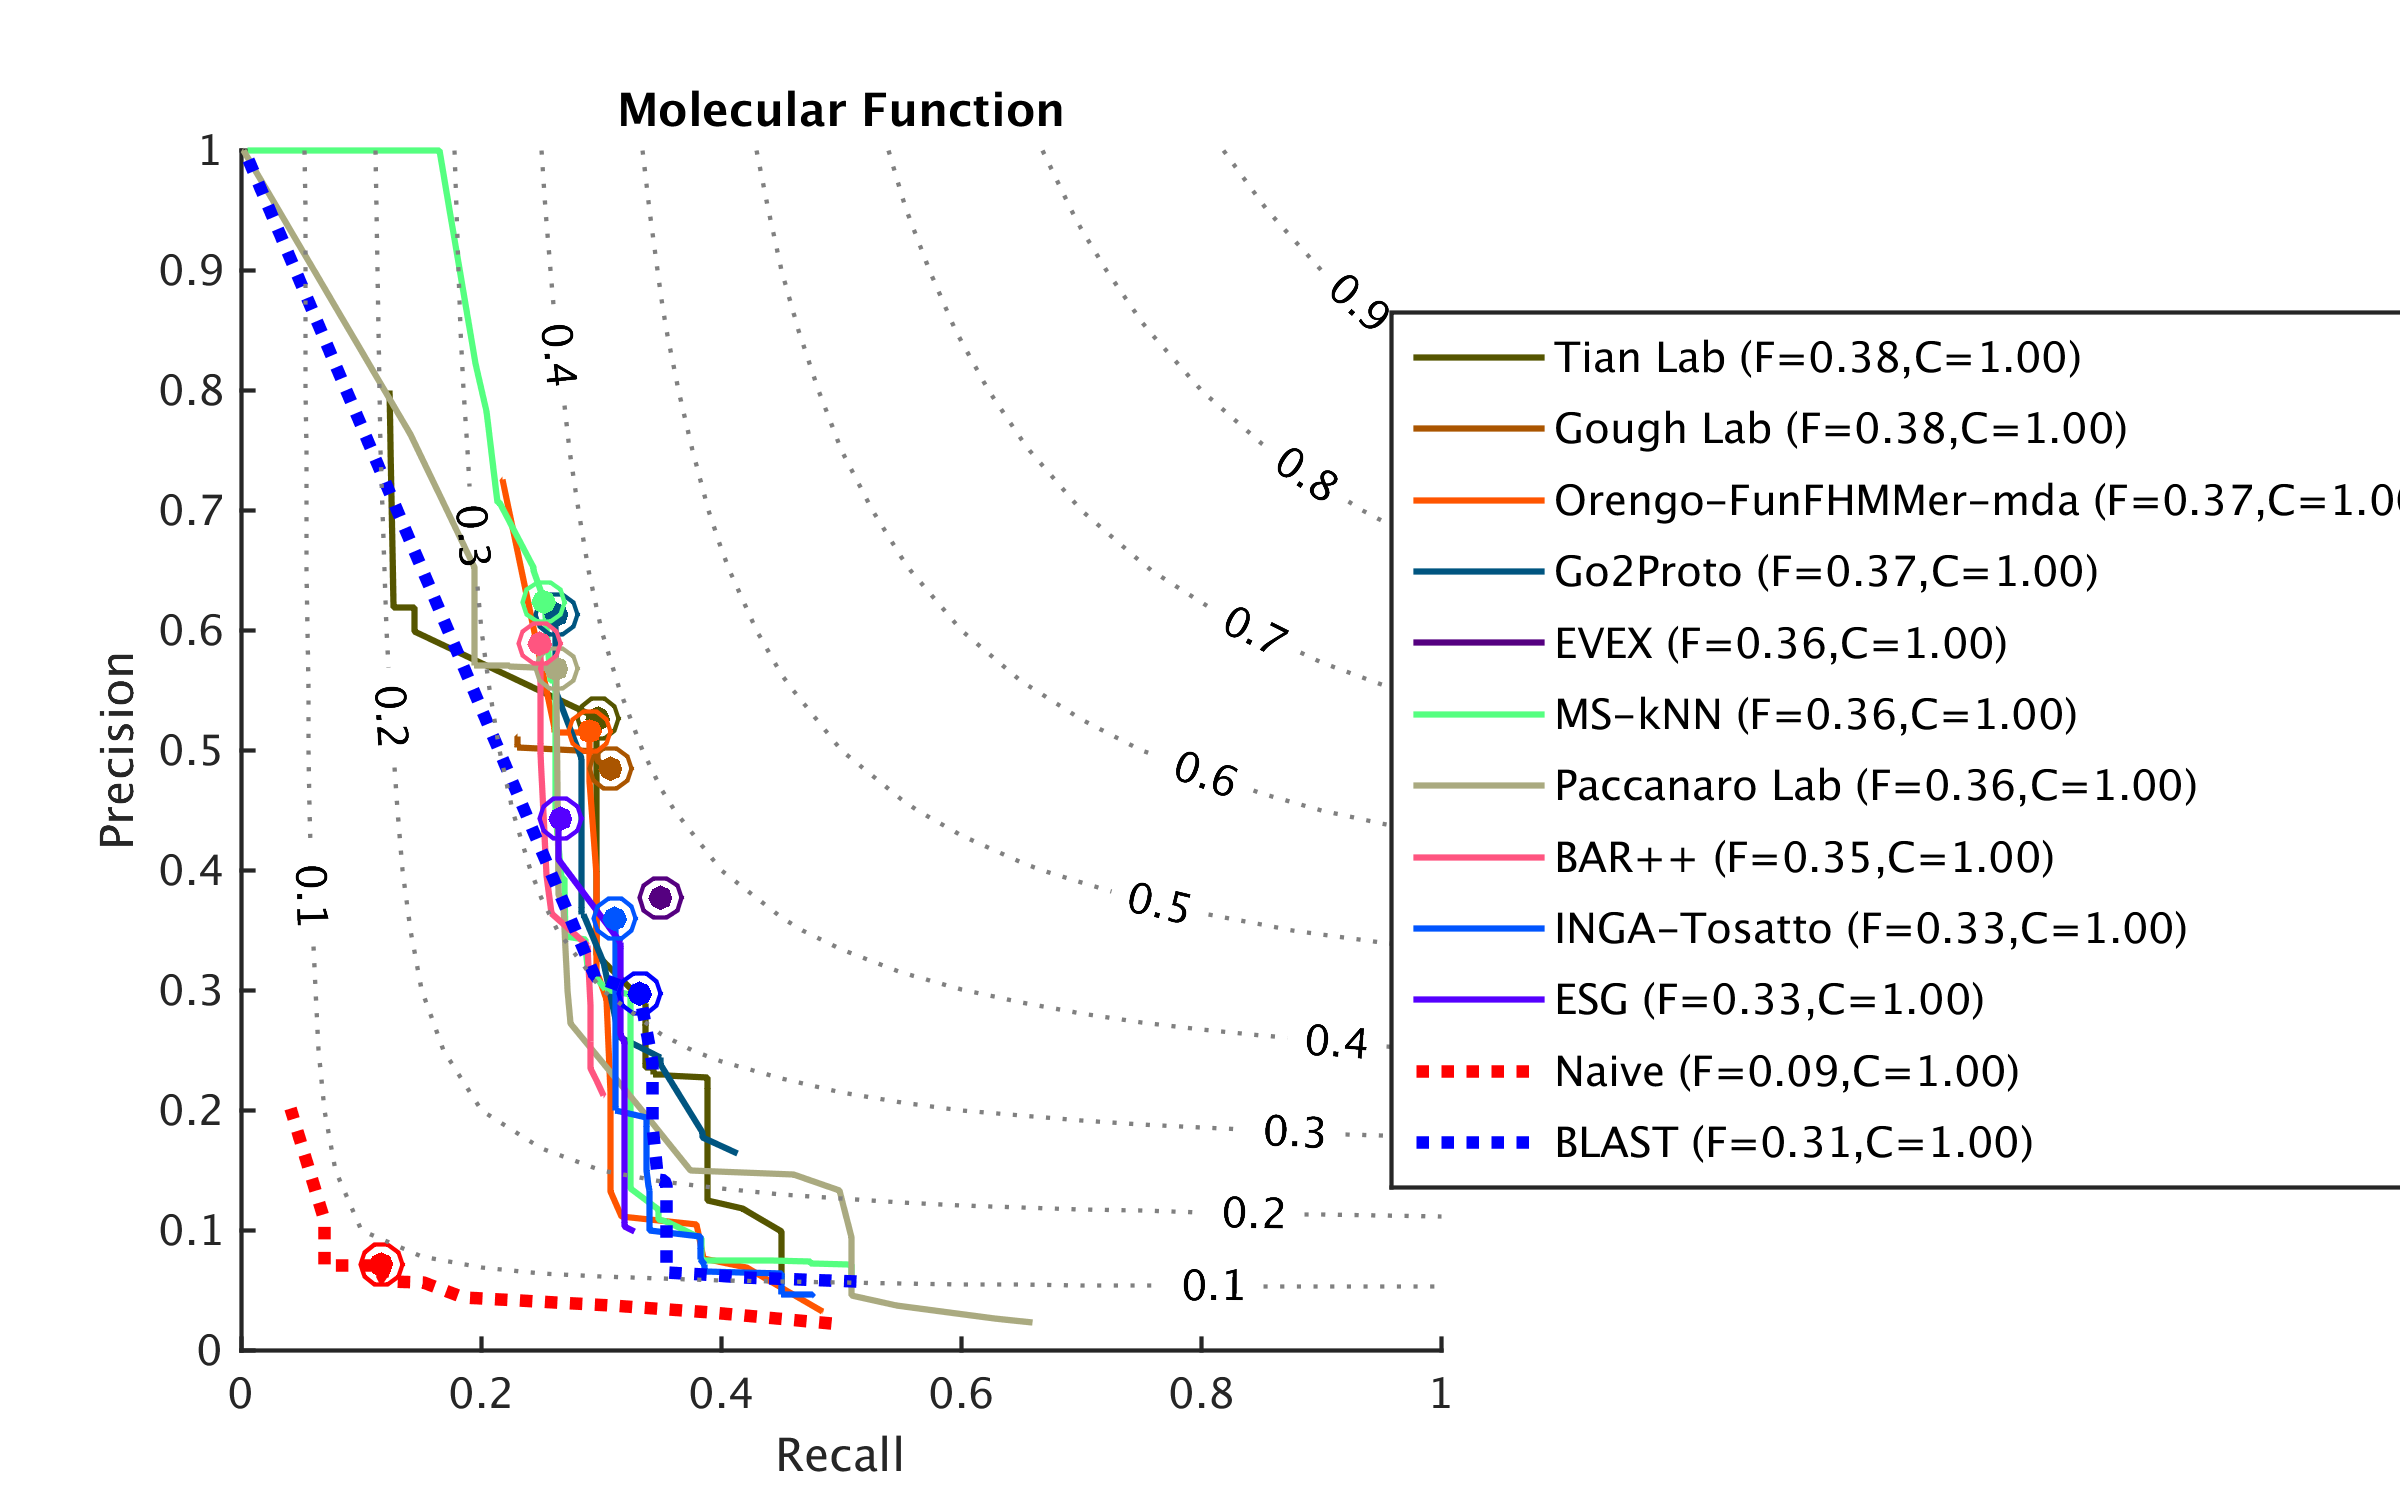 Molecular Function
Precision
1
0.9
0.8
0.7
0.6
0.5
0.4
0.3
0.2
0.1
0
0
0.2
0.4
0.6
0.8
1
Recall
0.1
0.2
0.3
0.4
0.9
0.8
0.7
0.6
0.5
0.4
0.3
0.2
0.1
Tian Lab (F=0.38,C=1.00)
Gough Lab (F=0.38,C=1.00)
Orengo-FunFHMMer-mda (F=0.37,C=1.00
Go2Proto (F=0.37,C=1.00)
EVEX (F=0.36,C=1.00)
MS-kNN (F=0.36,C=1.00)
Paccanaro Lab (F=0.36,C=1.00)
BAR++ (F=0.35,C=1.00)
INGA-Tosatto (F=0.33,C=1.00)
ESG (F=0.33,C=1.00)
Naive (F=0.09,C=1.00)
BLAST (F=0.31,C=1.00)